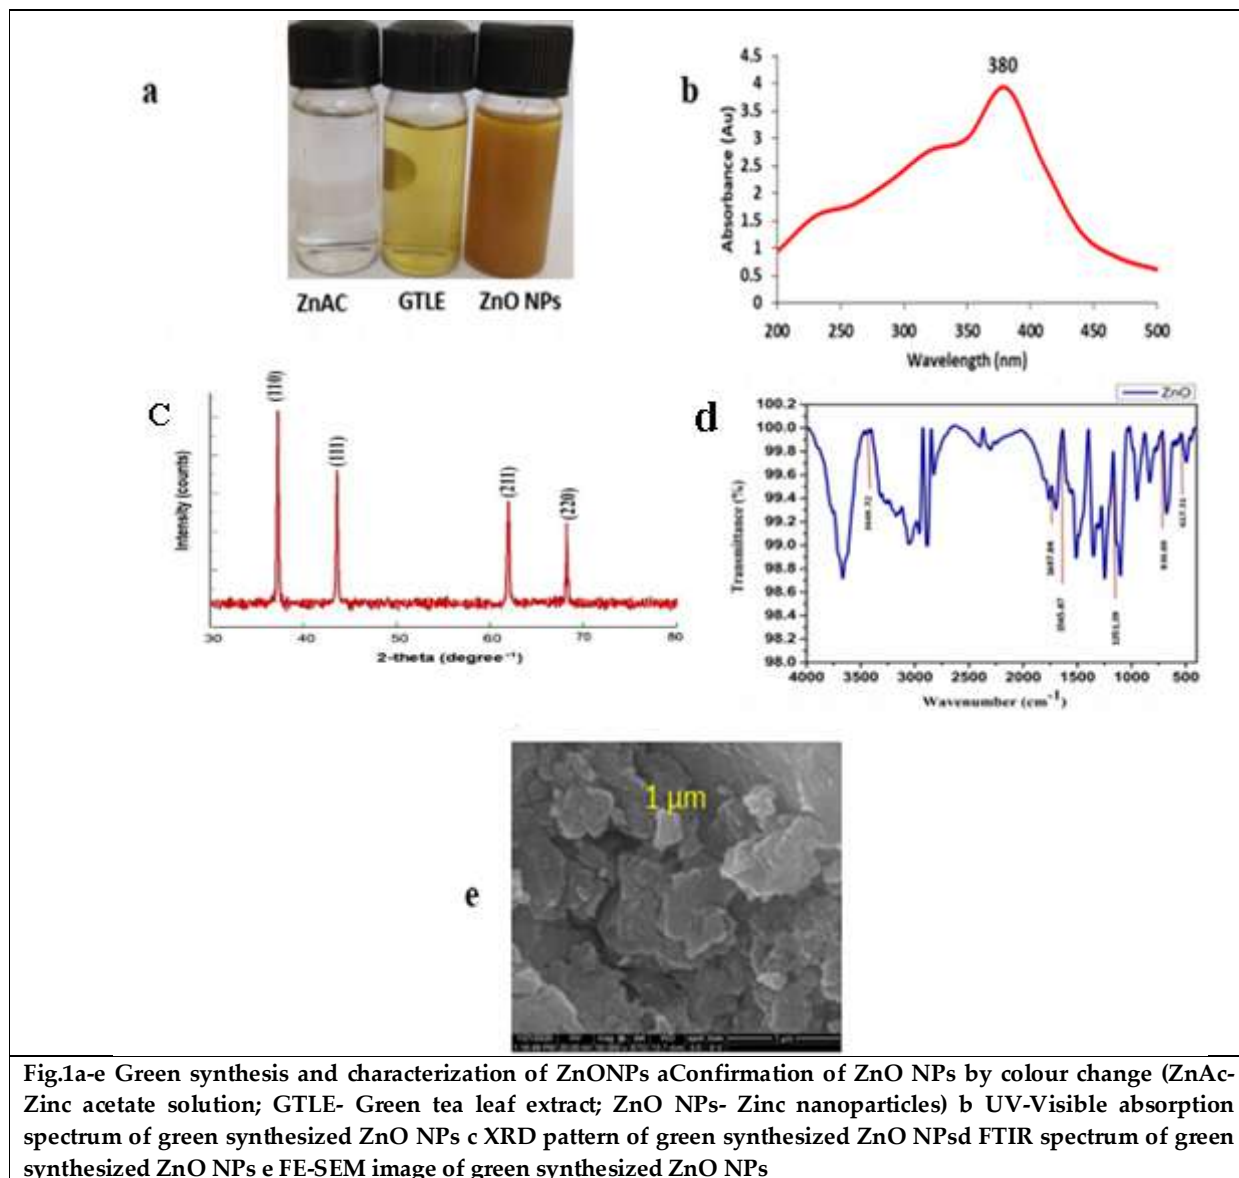 a
ZnAC
GTLE
ZnO NPs
b
380
4.5
4
3.5
3
2.5
2
1.5
1
0.5
0
Absorbance (Au)
200 250 300 350 400 450 500
Wavelength (nm)
C
(110)
(111)
(211)
(220)
Intensity (counts)
30 40 50 60 70 80
2-theta (degree⁻¹)
d
ZnO
100.2
100.0
99.8
99.6
99.4
99.2
99.0
98.8
98.6
98.4
98.2
98.0
Transmittance (%)
4000 3500 3000 2500 2000 1500 1000 500
Wavenumber (cm⁻¹)
e
1 µm
Fig.1a-e Green synthesis and characterization of ZnONPs aConfirmation of ZnO NPs by colour change (ZnAc-
Zinc acetate solution; GTLE- Green tea leaf extract; ZnO NPs- Zinc nanoparticles) b UV-Visible absorption
spectrum of green synthesized ZnO NPs c XRD pattern of green synthesized ZnO NPsd FTIR spectrum of green
synthesized ZnO NPs e FE-SEM image of green synthesized ZnO NPs